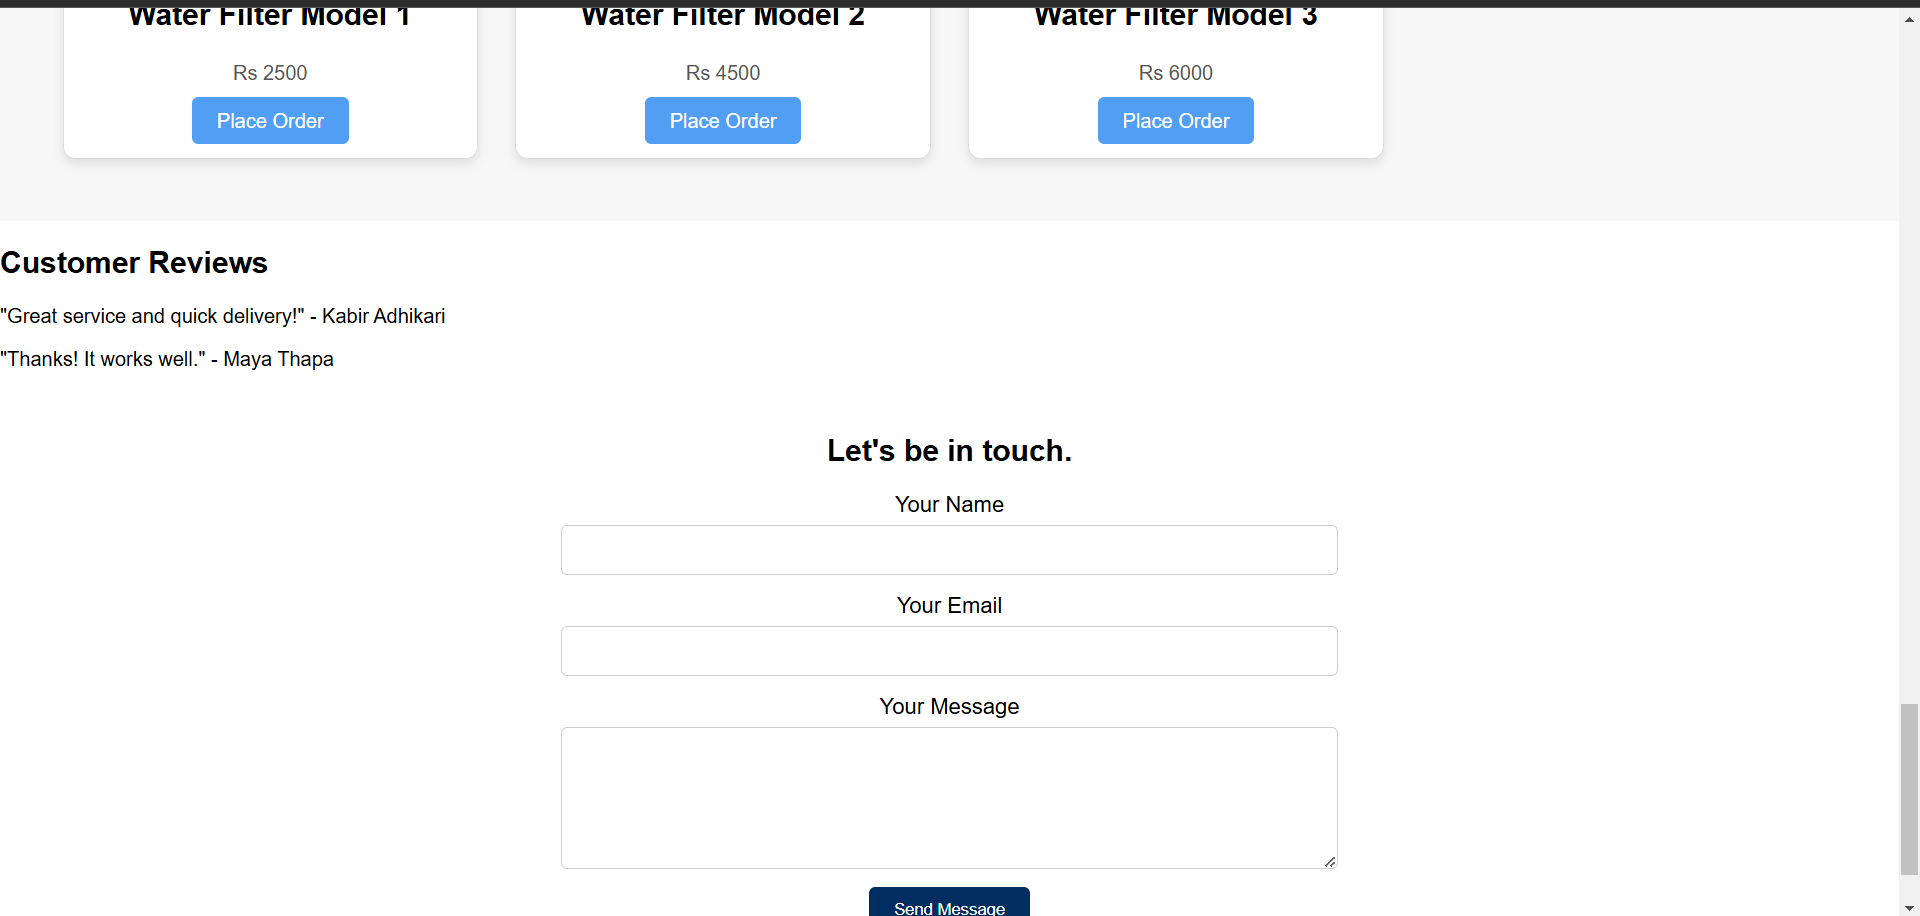 Water Filter Model 1
Water Filter Model 2
Water Filter Model 3
Rs 2500
Rs 4500
Rs 6000
Place Order
Place Order
Place Order
Customer Reviews
"Great service and quick delivery!" - Kabir Adhikari
"Thanks! It works well." - Maya Thapa
Let's be in touch.
Your Name
Your Email
Your Message
Send Message